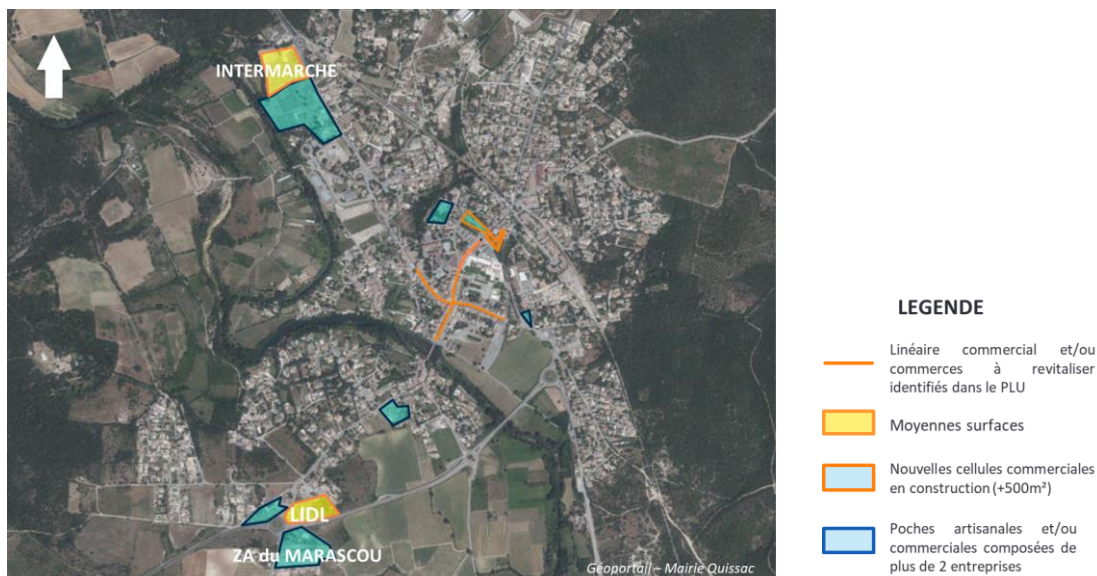 INTERMARCHE
LIDL
ZA du MARASCOU
Géoportail – Mairie Quissac
LEGENDE
Linéaire commercial et/ou
commerces à revitaliser
identifiés dans le PLU
Moyennes surfaces
Nouvelles cellules commerciales
en construction (+500m²)
Poches artisanales et/ou
commerciales composées de
plus de 2 entreprises